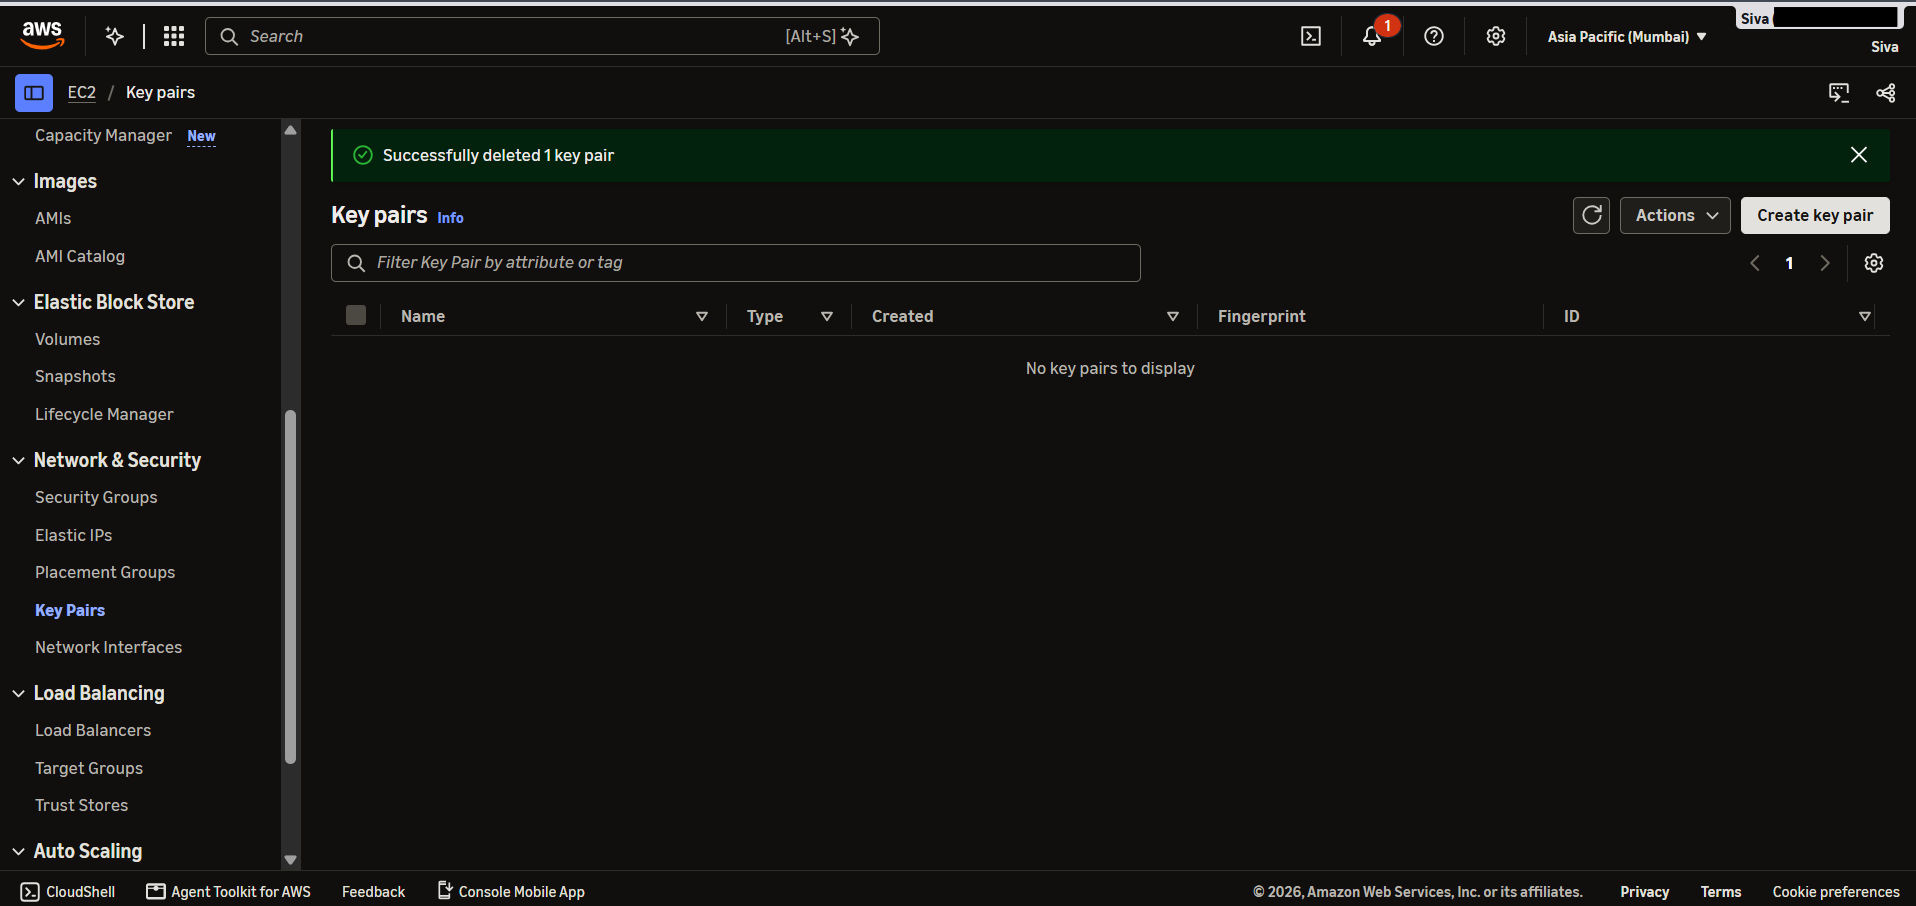 aws
Search [Alt+S]
1
Asia Pacific (Mumbai)
Siva
Siva
EC2 / Key pairs
Capacity Manager New
Images
AMIs
AMI Catalog
Elastic Block Store
Volumes
Snapshots
Lifecycle Manager
Network & Security
Security Groups
Elastic IPs
Placement Groups
Key Pairs
Network Interfaces
Load Balancing
Load Balancers
Target Groups
Trust Stores
Auto Scaling
Successfully deleted 1 key pair
Key pairs Info
Actions
Create key pair
Filter Key Pair by attribute or tag
1
Name Type Created Fingerprint ID
No key pairs to display
CloudShell Agent Toolkit for AWS Feedback Console Mobile App © 2026, Amazon Web Services, Inc. or its affiliates. Privacy Terms Cookie preferences